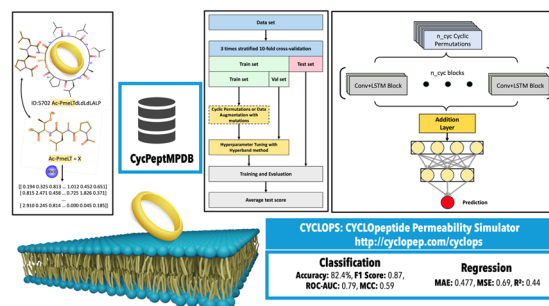 ID:5702 Ac-PmeLTdLdLdLALP
Ac-PmeLT = X
[[ 0.194 0.325 0.813 ... 1.012 0.452 0.651]
[ 0.815 2.471 0.458 ... 0.725 1.826 0.371]
...
[ 2.910 0.245 0.814 ... 0.000 0.045 0.185]]
CycPeptMPDB
Data set
3 times stratified 10-fold cross-validation
Train set
Test set
Train set
Val set
Cyclic Permutations or Data
Augmentation with
mutations
Hyperparameter Tuning with
Hyperband method
Training and Evaluation
Average test score
n_cyc Cyclic
Permutations
n_cyc blocks
Conv+LSTM Block
Conv+LSTM Block
Addition
Layer
Prediction
CYCLOPS: CYCLOpeptide Permeability Simulator
http://cyclopep.com/cyclops
Classification
Accuracy: 82.4%, F1 Score: 0.87,
ROC-AUC: 0.79, MCC: 0.59
Regression
MAE: 0.477, MSE: 0.69, R²: 0.44